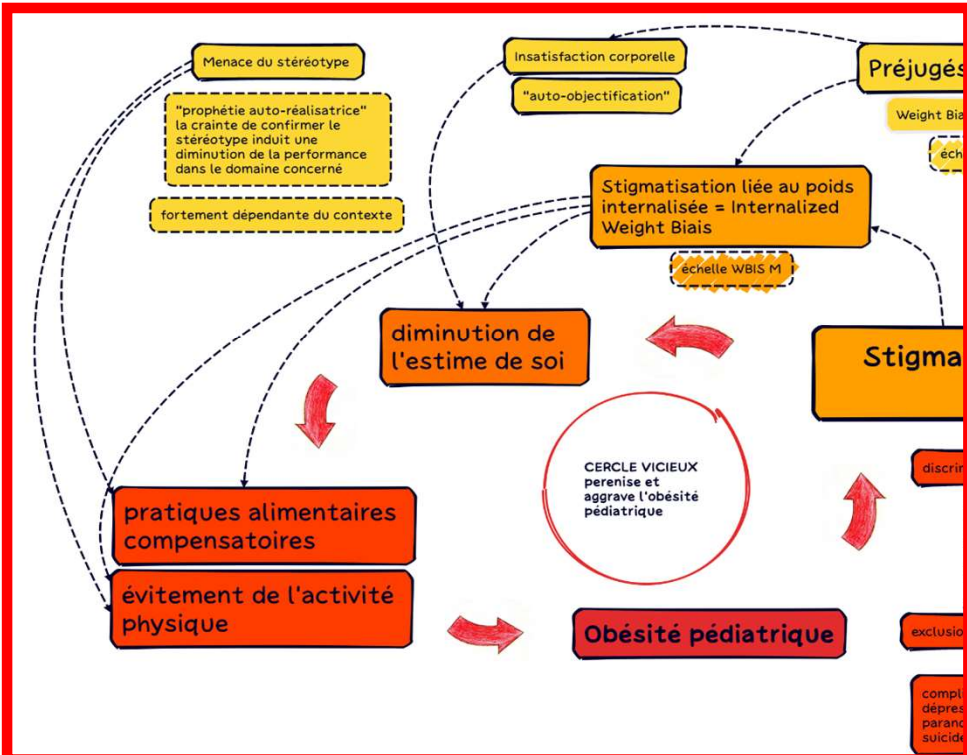 Menace du stéréotype
"prophétie auto-réalisatrice"
la crainte de confirmer le
stéréotype induit une
diminution de la performance
dans le domaine concerné
fortement dépendante du contexte
Insatisfaction corporelle
"auto-objectification"
Préjugés
Weight
Stigmatisation liée au poids
internalisée = Internalized
Weight Biais
échelle WBIS M
diminution de
l'estime de soi
CERCLE VICIEUX
perenise et
aggrave l'obésité
pédiatrique
pratiques alimentaires
compensatoires
évitement de l'activité
physique
Obésité pédiatrique